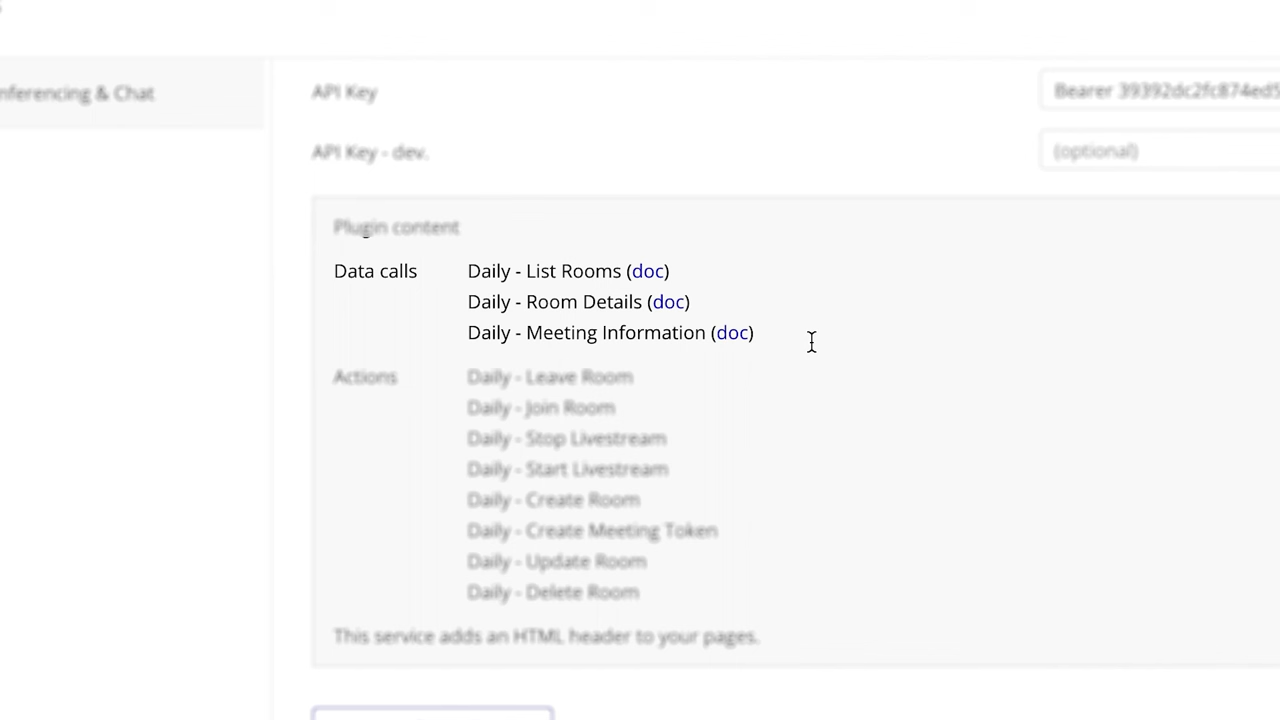 nferencing & Chat
API Key
Bearer 39392dc2fc874ed5
API Key - dev.
(optional)
Plugin content
Data calls
Daily - List Rooms (doc)
Daily - Room Details (doc)
Daily - Meeting Information (doc)
Actions
Daily - Leave Room
Daily - Join Room
Daily - Stop Livestream
Daily - Start Livestream
Daily - Create Room
Daily - Create Meeting Token
Daily - Update Room
Daily - Delete Room
This service adds an HTML header to your pages.